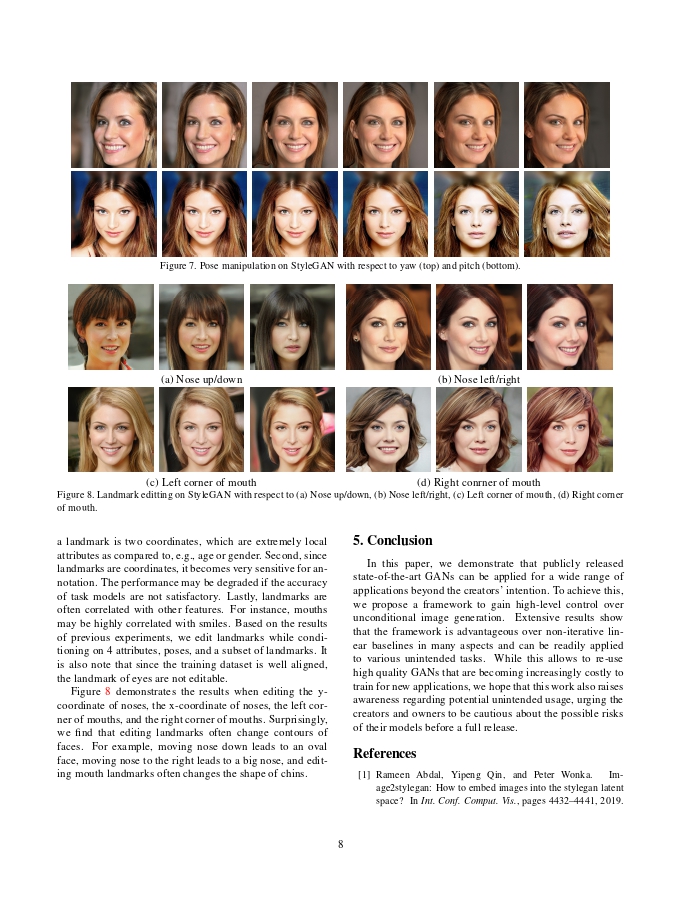 Figure 7. Pose manipulation on StyleGAN with respect to yaw (top) and pitch (bottom).
(a) Nose up/down
(b) Nose left/right
(c) Left corner of mouth
(d) Right conrner of mouth
Figure 8. Landmark editting on StyleGAN with respect to (a) Nose up/down, (b) Nose left/right, (c) Left corner of mouth, (d) Right corner
of mouth.
a landmark is two coordinates, which are extremely local
attributes as compared to, e.g., age or gender. Second, since
landmarks are coordinates, it becomes very sensitive for an-
notation. The performance may be degraded if the accuracy
of task models are not satisfactory. Lastly, landmarks are
often correlated with other features. For instance, mouths
may be highly correlated with smiles. Based on the results
of previous experiments, we edit landmarks while condi-
tioning on 4 attributes, poses, and a subset of landmarks. It
is also note that since the training dataset is well aligned,
the landmark of eyes are not editable.
Figure 8 demonstrates the results when editing the y-
coordinate of noses, the x-coordinate of noses, the left cor-
ner of mouths, and the right corner of mouths. Surprisingly,
we find that editing landmarks often change contours of
faces. For example, moving nose down leads to an oval
face, moving nose to the right leads to a big nose, and edit-
ing mouth landmarks often changes the shape of chins.
5. Conclusion
In this paper, we demonstrate that publicly released
state-of-the-art GANs can be applied for a wide range of
applications beyond the creators' intention. To achieve this,
we propose a framework to gain high-level control over
unconditional image generation. Extensive results show
that the framework is advantageous over non-iterative lin-
ear baselines in many aspects and can be readily applied
to various unintended tasks. While this allows to re-use
high quality GANs that are becoming increasingly costly to
train for new applications, we hope that this work also raises
awareness regarding potential unintended usage, urging the
creators and owners to be cautious about the possible risks
of their models before a full release.
References
[1] Rameen Abdal, Yipeng Qin, and Peter Wonka. Im-
age2stylegan: How to embed images into the stylegan latent
space? In Int. Conf. Comput. Vis., pages 4432–4441, 2019.
8